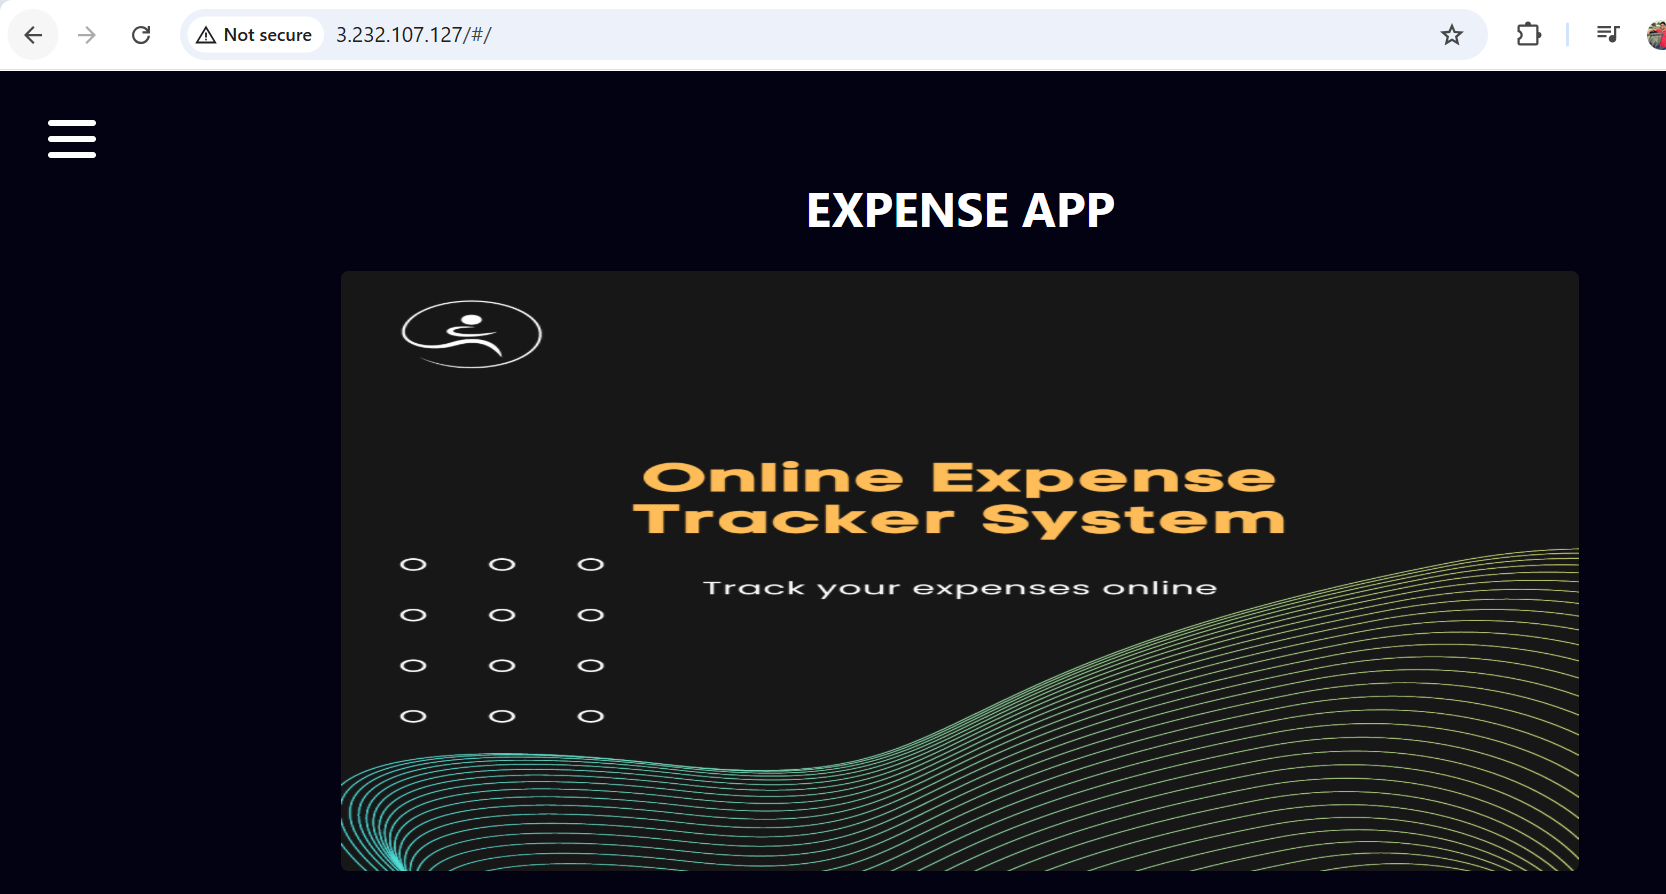 Not secure 3.232.107.127/#/
EXPENSE APP
Online Expense
Tracker System
Track your expenses online